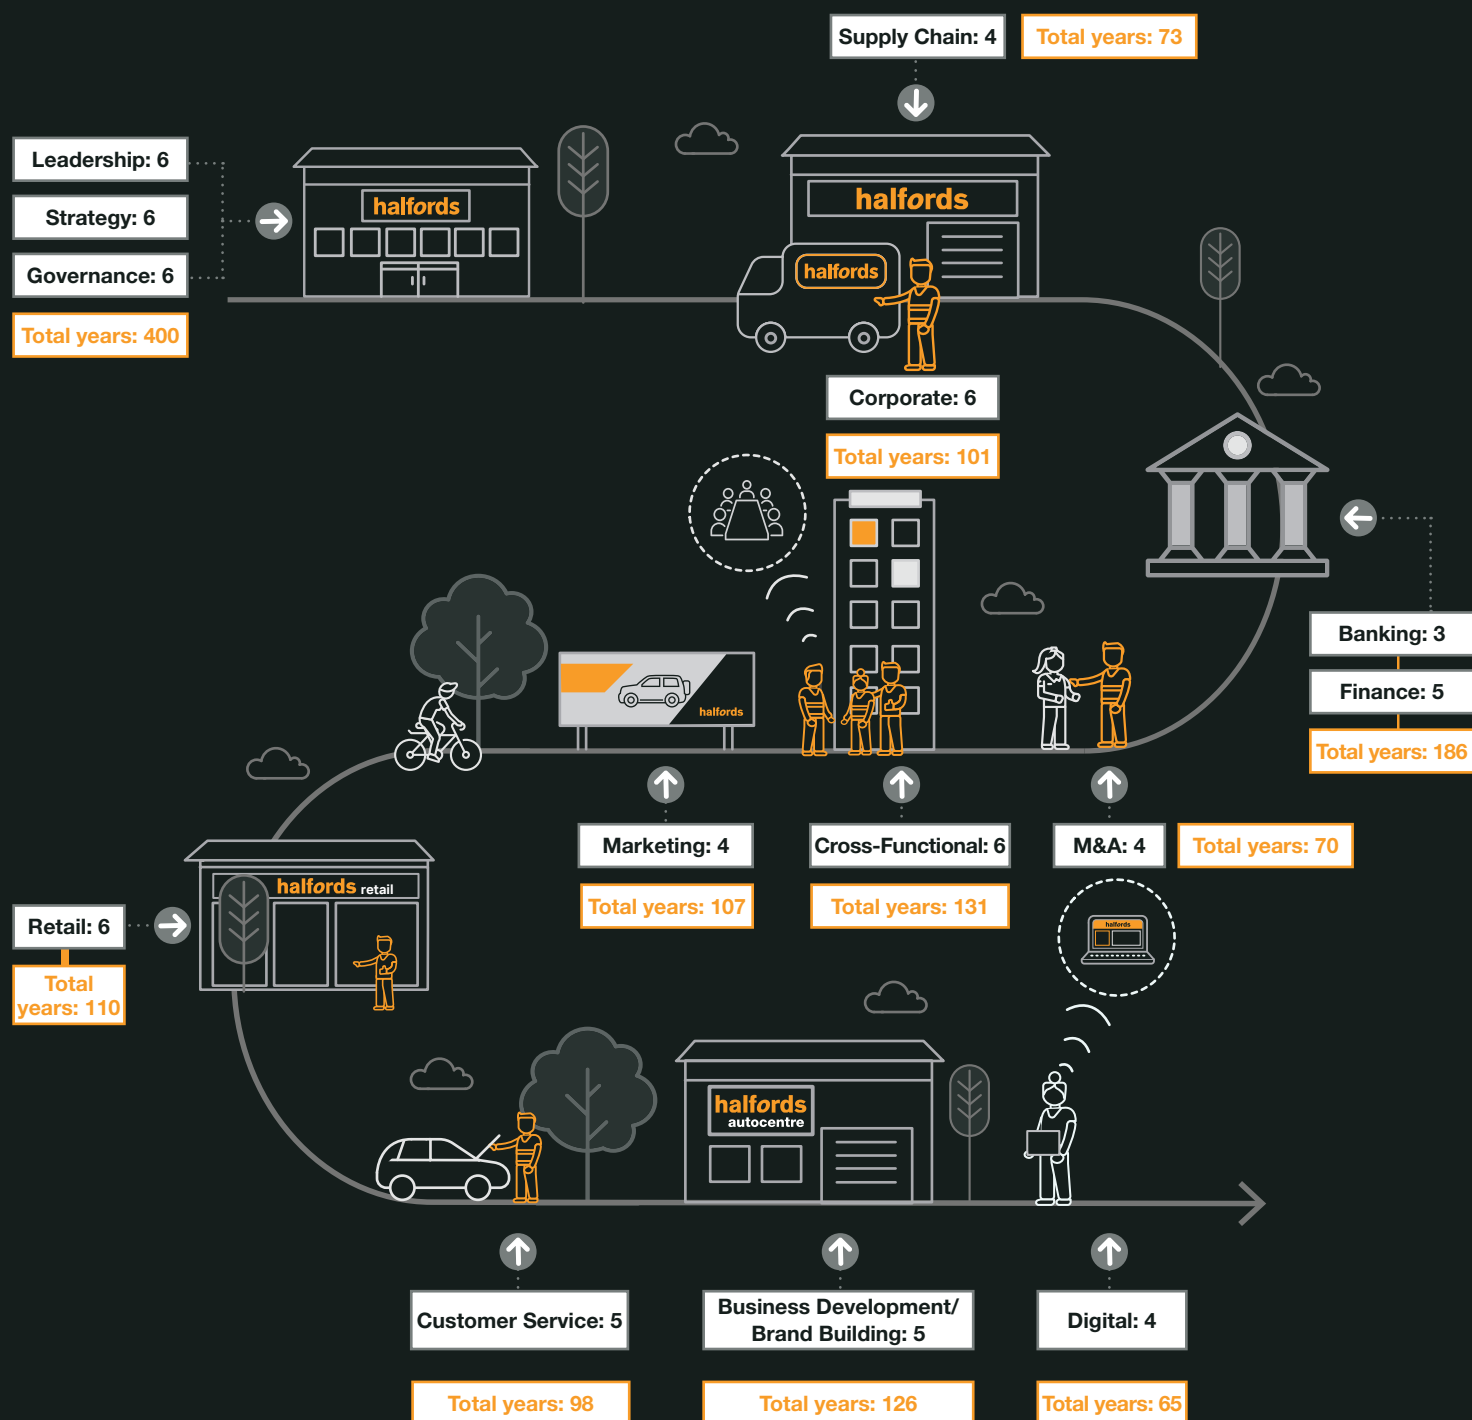 Supply Chain: 4
Total years: 73
Leadership: 6
Strategy: 6
Governance: 6
Total years: 400
halfords
halfords
halfords
Corporate: 6
Total years: 101
Banking: 3
Finance: 5
Total years: 186
halfords
Marketing: 4
Total years: 107
Cross-Functional: 6
Total years: 131
M&A: 4
Total years: 70
halfords
halfords retail
Retail: 6
Total
years: 110
halfords
autocentre
Customer Service: 5
Total years: 98
Business Development/
Brand Building: 5
Total years: 126
Digital: 4
Total years: 65